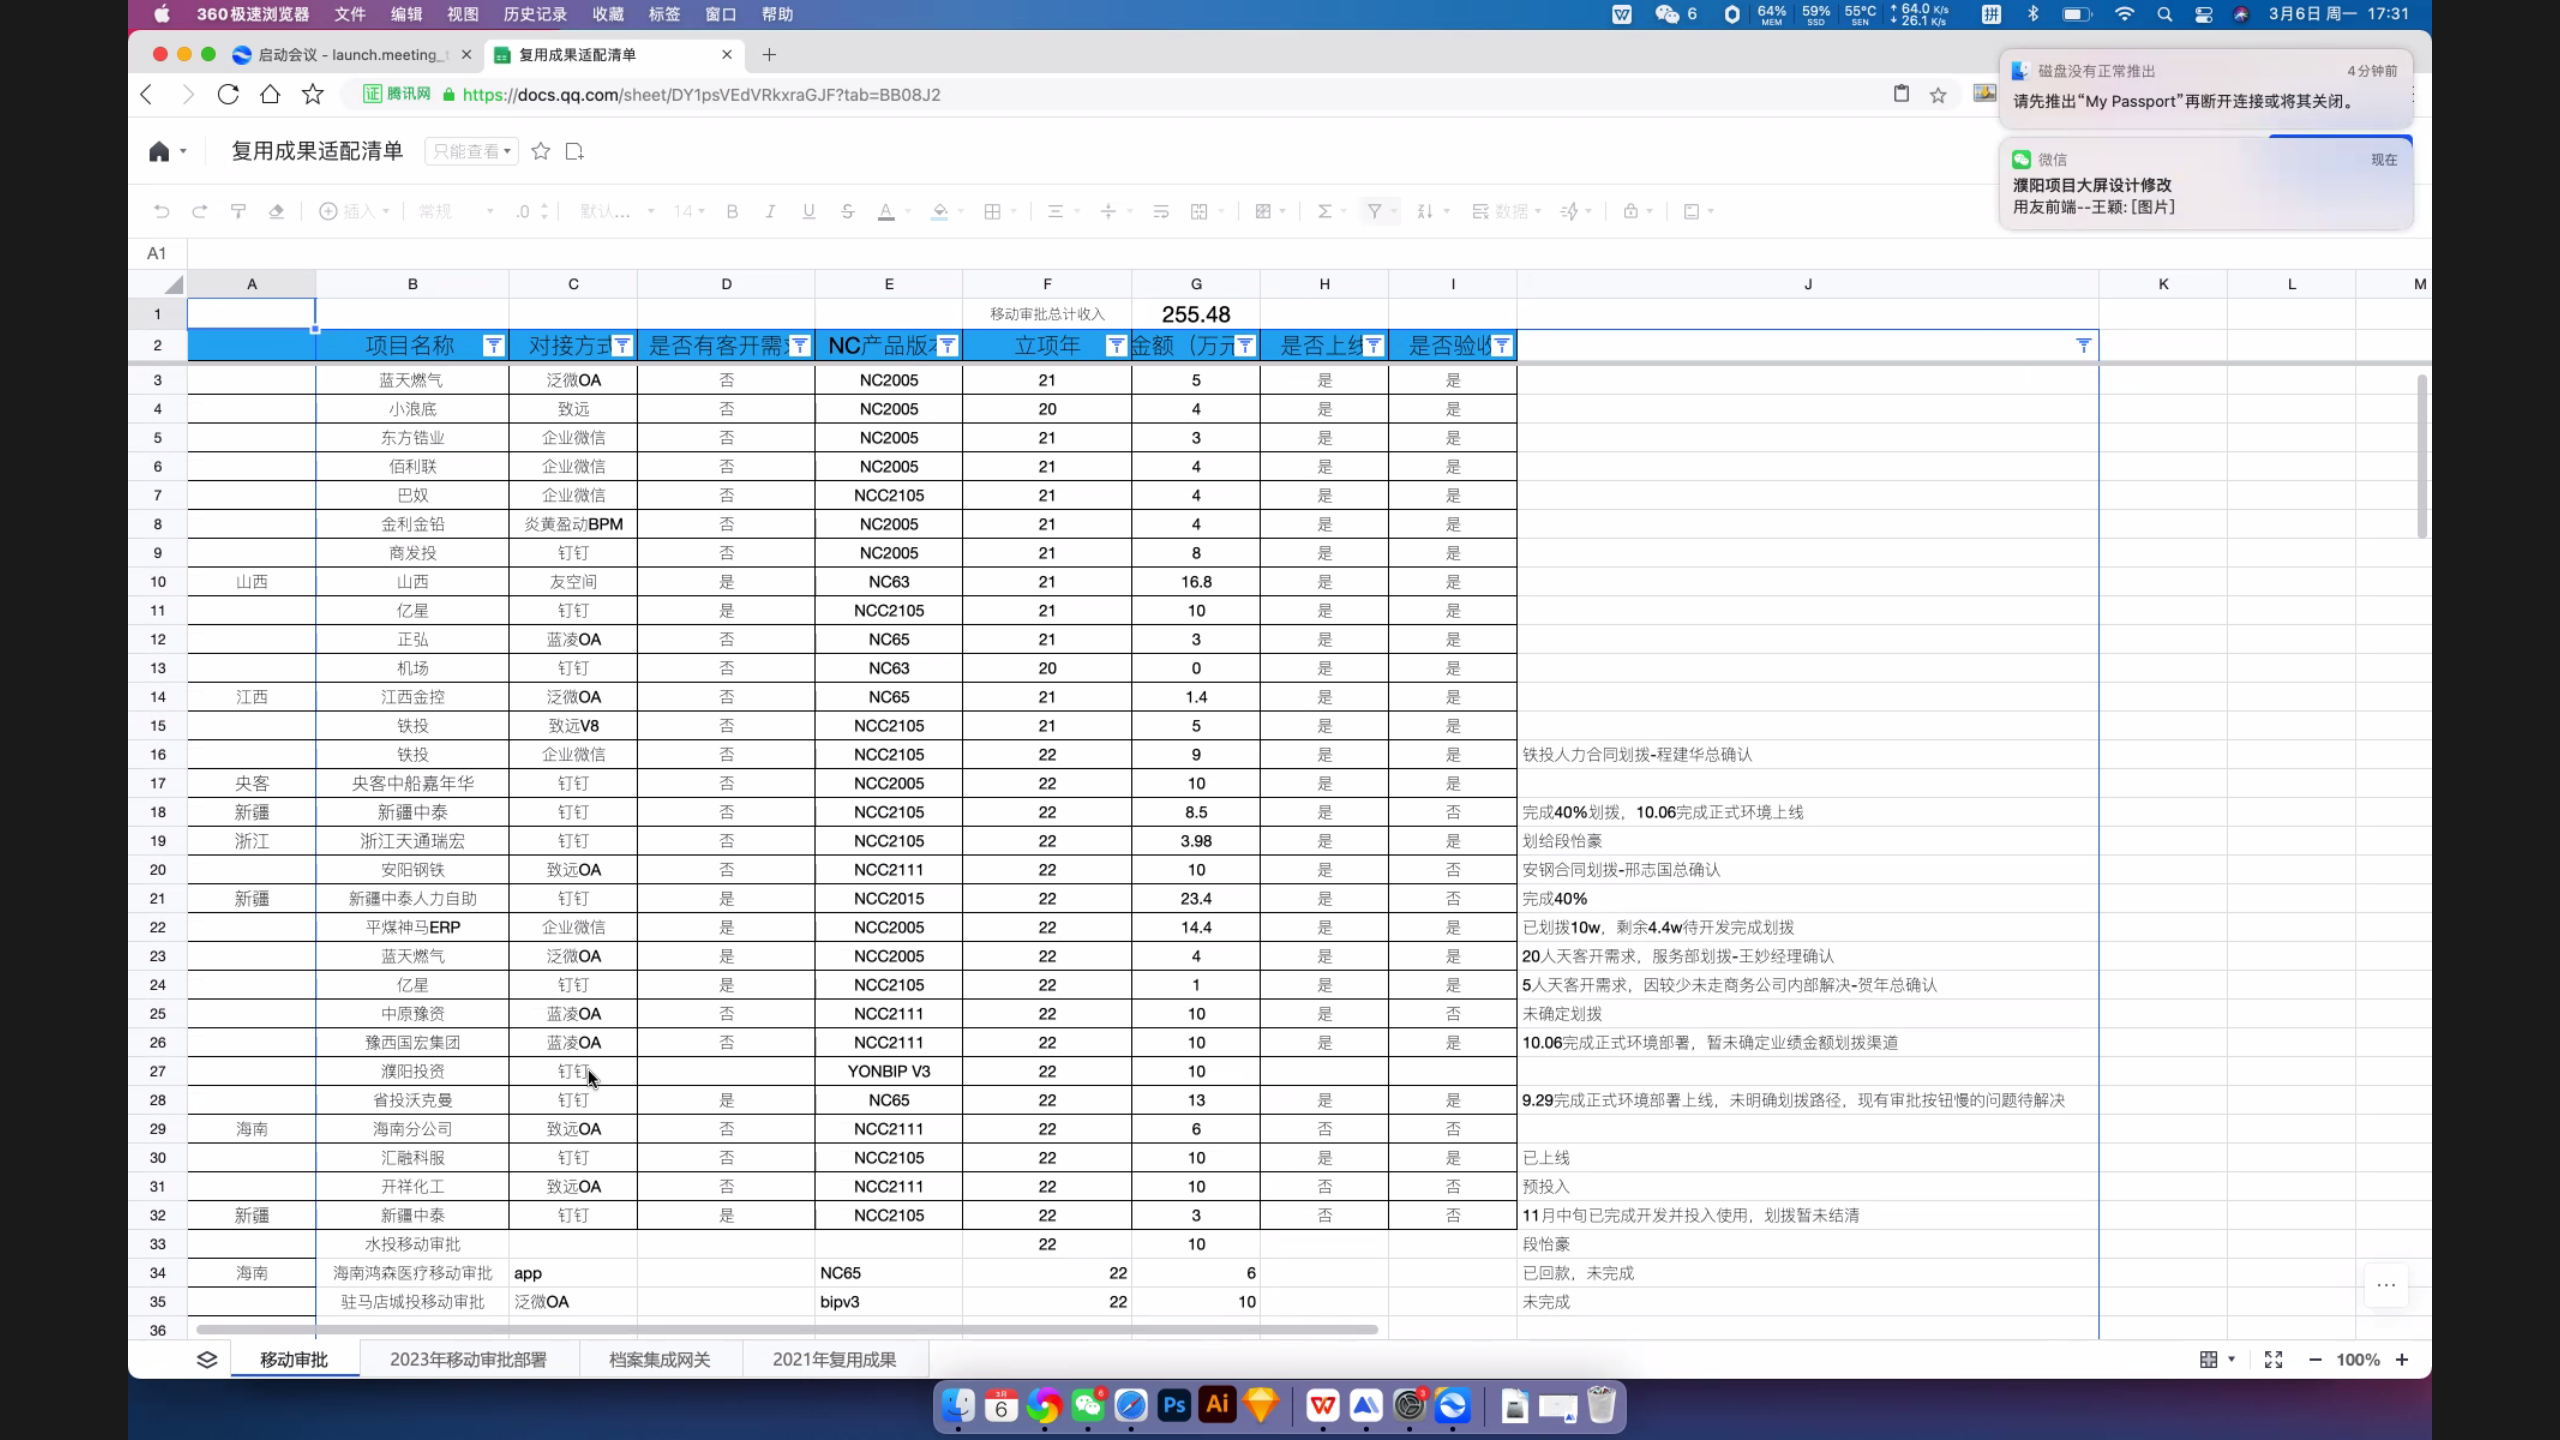 360极速浏览器 文件 编辑 视图 历史记录 收藏 标签 窗口 帮助 6 64% MEM 59% SSD 55°C SEN ↑ 64.0 K/s ↓ 26.1 K/s 拼 3月6日 周一 17:31
启动会议 - launch.meeting_ 复用成果适配清单
证 腾讯网 https://docs.qq.com/sheet/DY1psVEdVRkxraGJF?tab=BB08J2
磁盘没有正常推出 4分钟前
请先推出“My Passport”再断开连接或将其关闭。
复用成果适配清单 只能查看
微信 现在
濮阳项目大屏设计修改
用友前端--王颖: [图片]
插入 常规 .0 默认... 14 B I U S A Σ 数据
A1
A B C D E F G H I J K L M
1 移动审批总计收入 255.48
2 项目名称 对接方式 是否有客开需 NC产品版本 立项年 金额（万元 是否上线 是否验收
3 蓝天燃气 泛微OA 否 NC2005 21 5 是 是
4 小浪底 致远 否 NC2005 20 4 是 是
5 东方锆业 企业微信 否 NC2005 21 3 是 是
6 佰利联 企业微信 否 NC2005 21 4 是 是
7 巴奴 企业微信 否 NCC2105 21 4 是 是
8 金利金铅 炎黄盈动BPM 否 NC2005 21 4 是 是
9 商发投 钉钉 否 NC2005 21 8 是 是
10 山西 山西 友空间 是 NC63 21 16.8 是 是
11 亿星 钉钉 是 NCC2105 21 10 是 是
12 正弘 蓝凌OA 否 NC65 21 3 是 是
13 机场 钉钉 否 NC63 20 0 是 是
14 江西 江西金控 泛微OA 否 NC65 21 1.4 是 是
15 铁投 致远V8 否 NCC2105 21 5 是 是
16 铁投 企业微信 否 NCC2105 22 9 是 是 铁投人力合同划拨-程建华总确认
17 央客 央客中船嘉年华 钉钉 否 NCC2005 22 10 是 是
18 新疆 新疆中泰 钉钉 否 NCC2105 22 8.5 是 否 完成40%划拨，10.06完成正式环境上线
19 浙江 浙江天通瑞宏 钉钉 否 NCC2105 22 3.98 是 是 划给段怡豪
20 安阳钢铁 致远OA 否 NCC2111 22 10 是 否 安钢合同划拨-邢志国总确认
21 新疆 新疆中泰人力自助 钉钉 是 NCC2015 22 23.4 是 否 完成40%
22 平煤神马ERP 企业微信 是 NCC2005 22 14.4 是 是 已划拨10w，剩余4.4w待开发完成划拨
23 蓝天燃气 泛微OA 是 NCC2005 22 4 是 是 20人天客开需求，服务部划拨-王妙经理确认
24 亿星 钉钉 是 NCC2105 22 1 是 是 5人天客开需求，因较少未走商务公司内部解决-贺年总确认
25 中原豫资 蓝凌OA 否 NCC2111 22 10 是 否 未确定划拨
26 豫西国宏集团 蓝凌OA 否 NCC2111 22 10 是 是 10.06完成正式环境部署，暂未确定业绩金额划拨渠道
27 濮阳投资 钉钉 YONBIP V3 22 10
28 省投沃克曼 钉钉 是 NC65 22 13 是 是 9.29完成正式环境部署上线，未明确划拨路径，现有审批按钮慢的问题待解决
29 海南 海南分公司 致远OA 否 NCC2111 22 6 否 否
30 汇融科服 钉钉 否 NCC2105 22 10 是 是 已上线
31 开祥化工 致远OA 否 NCC2111 22 10 否 否 预投入
32 新疆 新疆中泰 钉钉 是 NCC2105 22 3 否 否 11月中旬已完成开发并投入使用，划拨暂未结清
33 水投移动审批 22 10 段怡豪
34 海南 海南鸿森医疗移动审批 app NC65 22 6 已回款，未完成
35 驻马店城投移动审批 泛微OA bipv3 22 10 未完成
36
移动审批 2023年移动审批部署 档案集成网关 2021年复用成果 100%
3月 6 6 Ps Ai 3